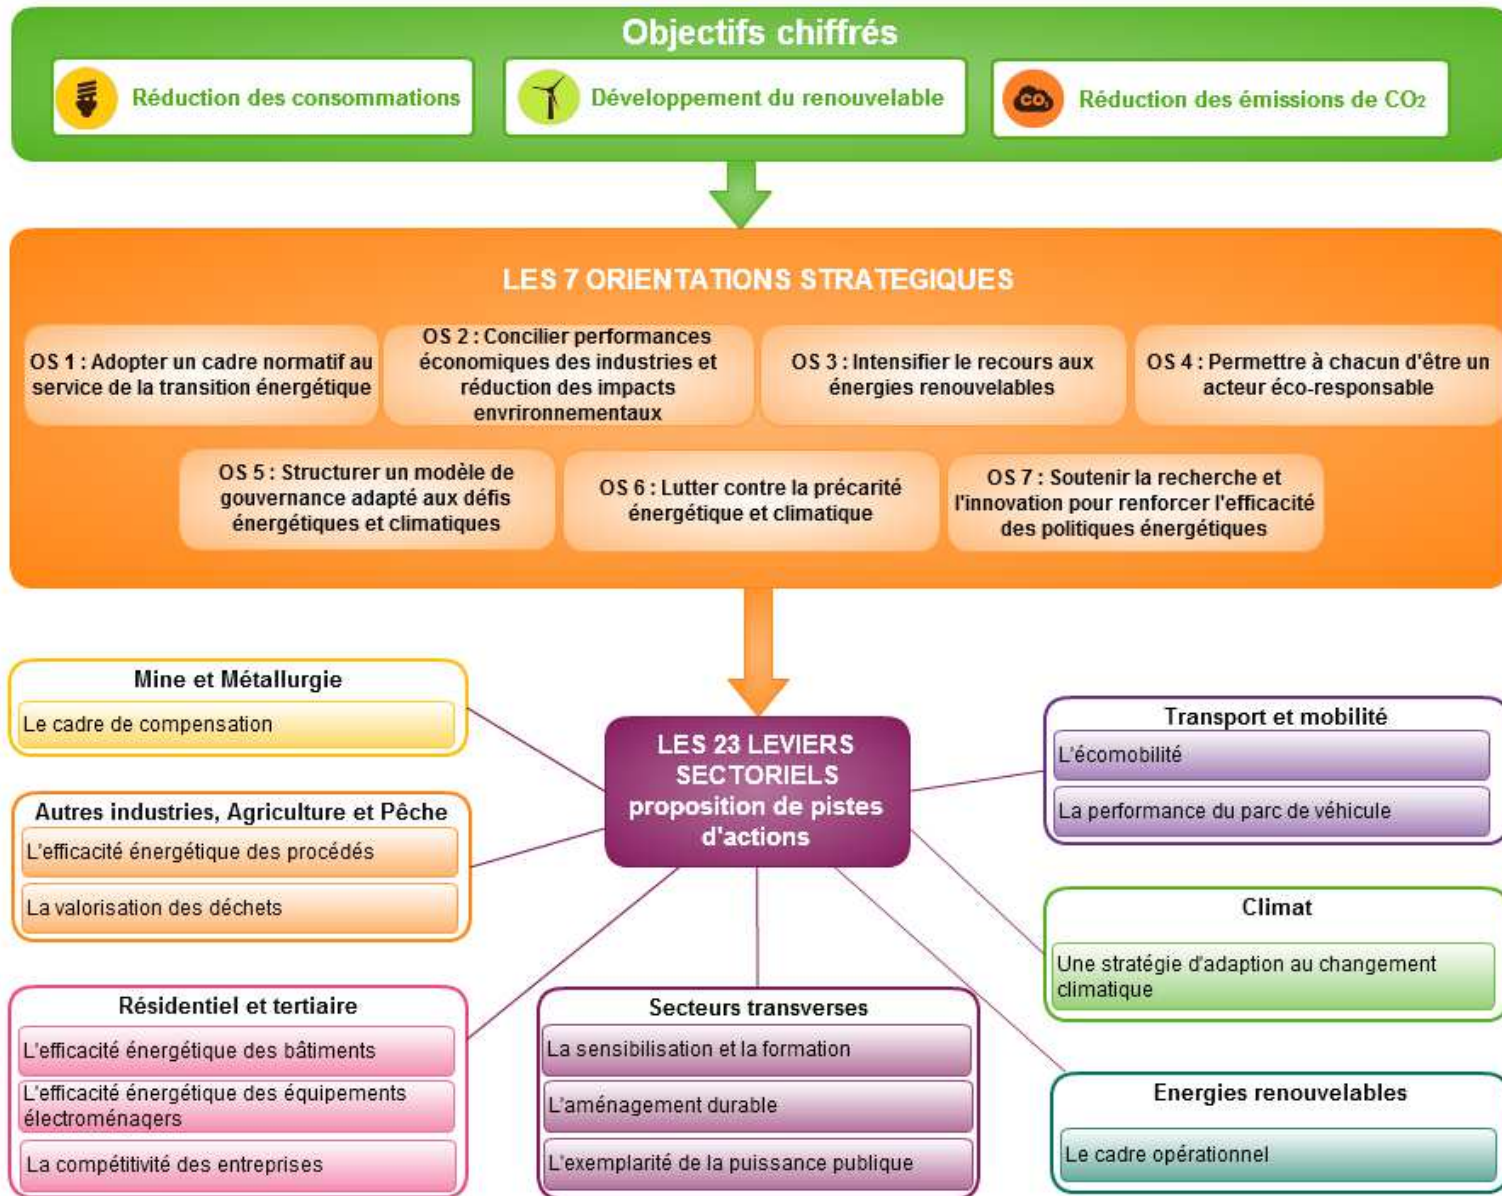 Objectifs chiffrés
Réduction des consommations
Développement du renouvelable
CO2
Réduction des émissions de CO2
LES 7 ORIENTATIONS STRATEGIQUES
OS 1 : Adopter un cadre normatif au
service de la transition énergétique
OS 2 : Concilier performances
économiques des industries et
réduction des impacts
envrironnementaux
OS 3 : Intensifier le recours aux
énergies renouvelables
OS 4 : Permettre à chacun d'être un
acteur éco-responsable
OS 5 : Structurer un modèle de
gouvernance adapté aux défis
énergétiques et climatiques
OS 6 : Lutter contre la précarité
énergétique et climatique
OS 7 : Soutenir la recherche et
l'innovation pour renforcer l'efficacité
des politiques énergétiques
LES 23 LEVIERS
SECTORIELS
proposition de pistes
d'actions
Mine et Métallurgie
Le cadre de compensation
Autres industries, Agriculture et Pêche
L'efficacité énergétique des procédés
La valorisation des déchets
Résidentiel et tertiaire
L'efficacité énergétique des bâtiments
L'efficacité énergétique des équipements
électroménagers
La compétitivité des entreprises
Secteurs transverses
La sensibilisation et la formation
L'aménagement durable
L'exemplarité de la puissance publique
Transport et mobilité
L'écomobilité
La performance du parc de véhicule
Climat
Une stratégie d'adaption au changement
climatique
Energies renouvelables
Le cadre opérationnel